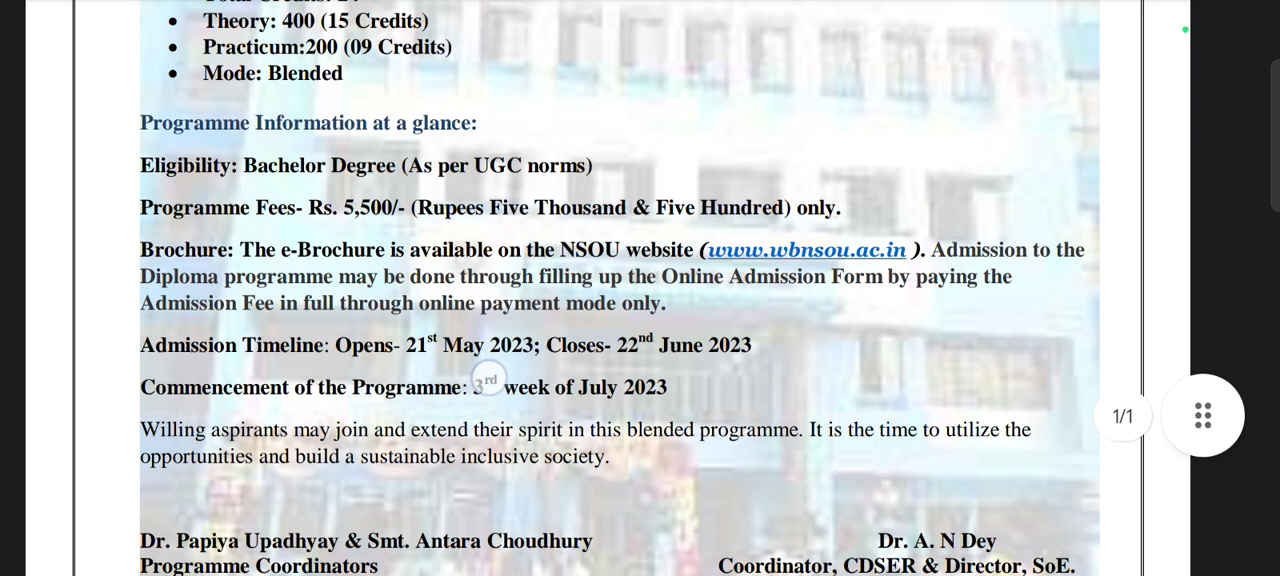 • Theory: 400 (15 Credits)
• Practicum:200 (09 Credits)
• Mode: Blended
Programme Information at a glance:
Eligibility: Bachelor Degree (As per UGC norms)
Programme Fees- Rs. 5,500/- (Rupees Five Thousand & Five Hundred) only.
Brochure: The e-Brochure is available on the NSOU website (www.wbnsou.ac.in ). Admission to the
Diploma programme may be done through filling up the Online Admission Form by paying the
Admission Fee in full through online payment mode only.
Admission Timeline: Opens- 21st May 2023; Closes- 22nd June 2023
Commencement of the Programme: 3rd week of July 2023
Willing aspirants may join and extend their spirit in this blended programme. It is the time to utilize the
opportunities and build a sustainable inclusive society.
Dr. Papiya Upadhyay & Smt. Antara Choudhury
Programme Coordinators
Dr. A. N Dey
Coordinator, CDSER & Director, SoE.
1/1